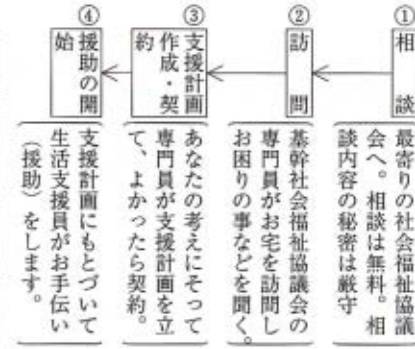 ①
相談
最寄りの社会福祉協議
会へ。相談は無料。相
談内容の秘密は厳守
②
訪問
基幹社会福祉協議会の
専門員がお宅を訪問し
お困りの事などを聞く。
③
支援計画
作成・契
約
あなたの考えにそって
専門員が支援計画を立
て、よかったら契約。
④
援助の開
始
支援計画にもとづいて
生活支援員がお手伝い
（援助）をします。